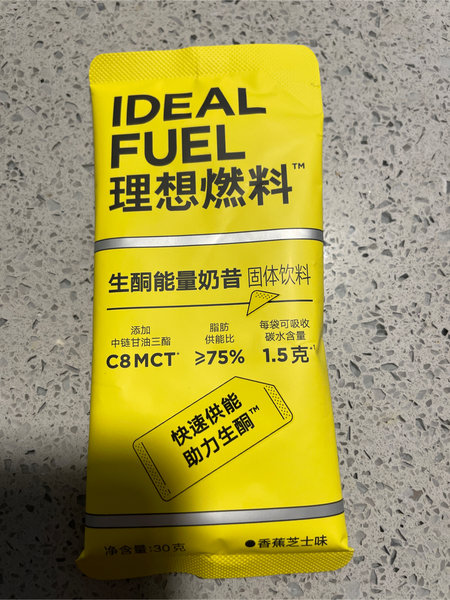 IDEAL
FUEL
理想燃料™
生酮能量奶昔 固体饮料
添加
中链甘油三酯
C8MCT*
脂肪
供能比
≥75%
每袋可吸收
碳水含量
1.5克*¹
快速供能
助力生酮™
净含量:30克
●香蕉芝士味